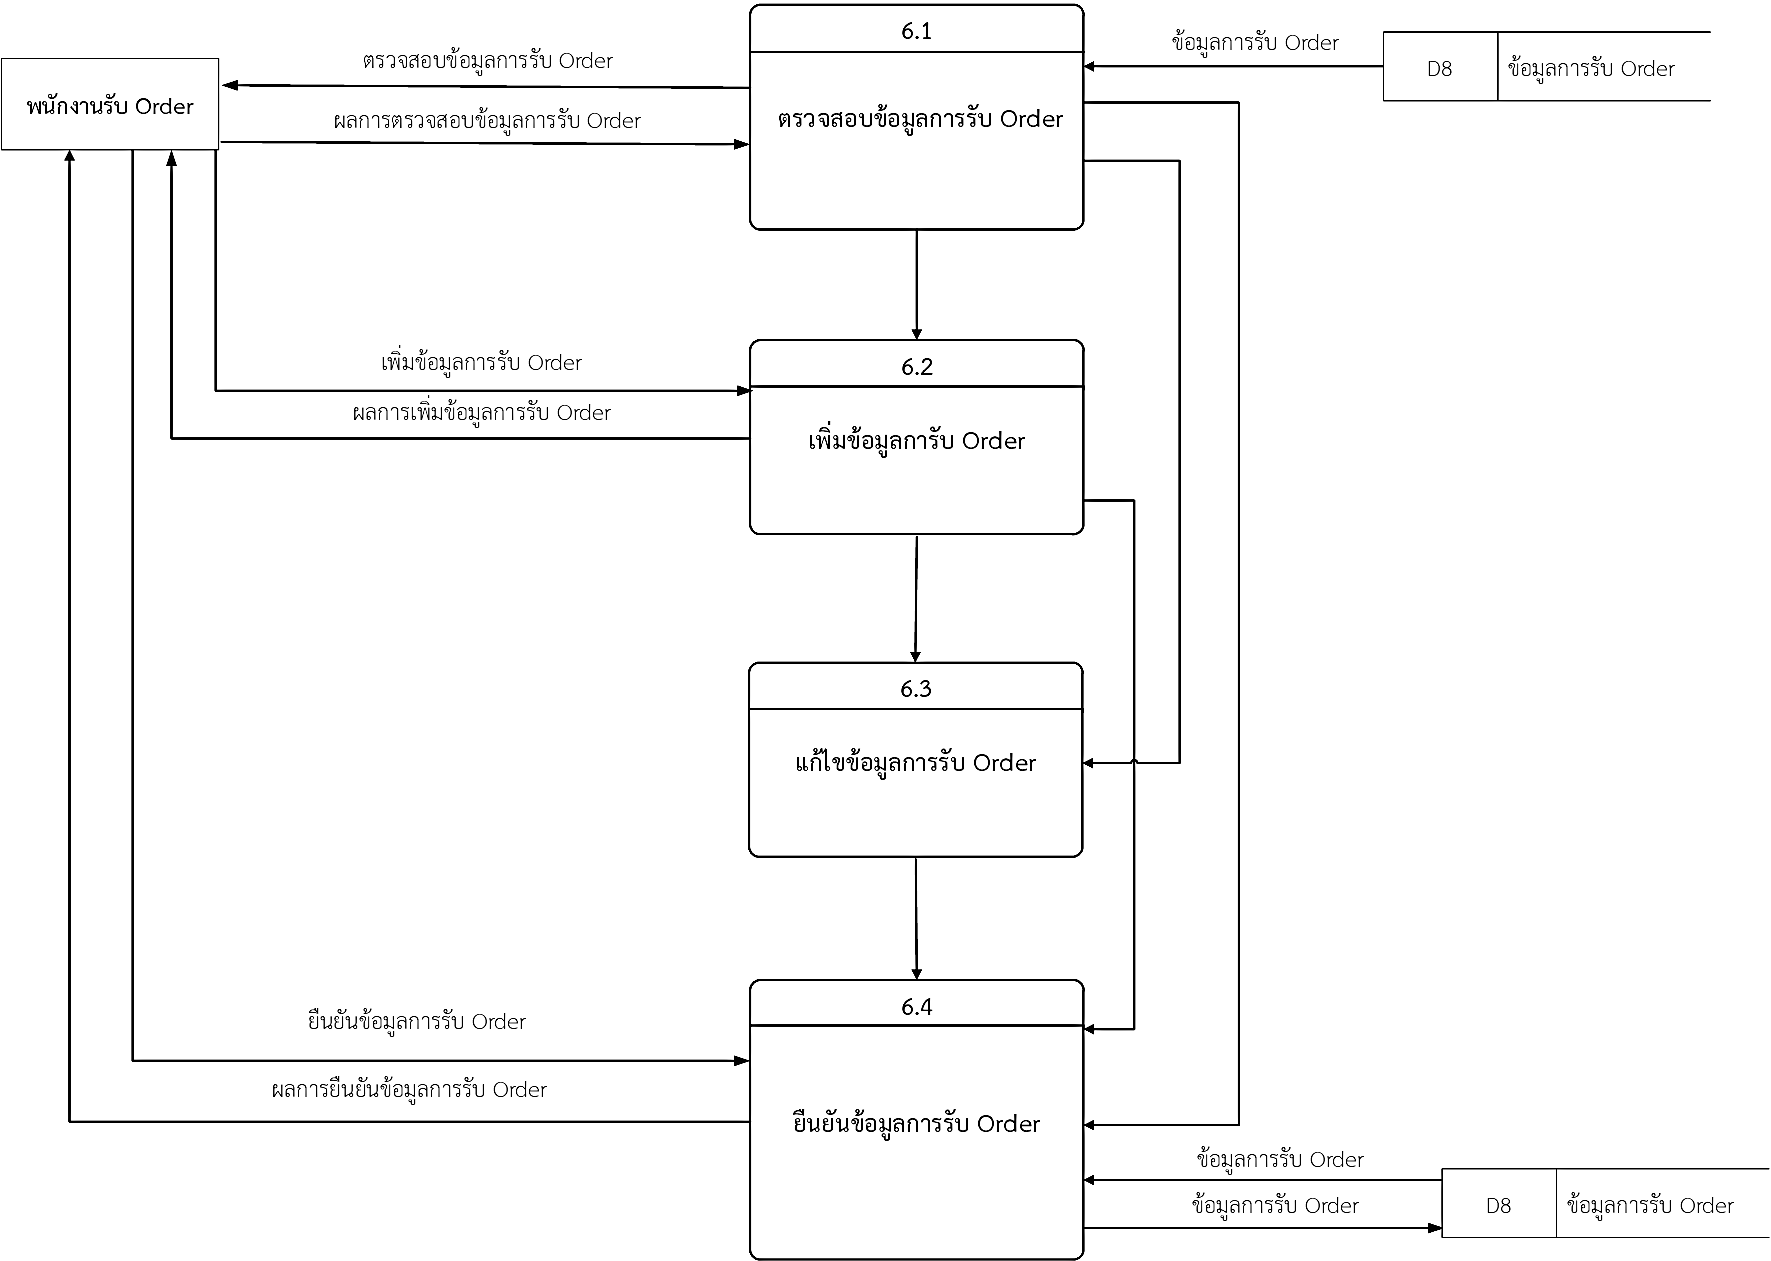 6.1
ข้อมูลการรับ Order
ตรวจสอบข้อมูลการรับ Order
D8
ข้อมูลการรับ Order
พนักงานรับ Order
ผลการตรวจสอบข้อมูลการรับ Order
ตรวจสอบข้อมูลการรับ Order
เพิ่มข้อมูลการรับ Order
6.2
ผลการเพิ่มข้อมูลการรับ Order
เพิ่มข้อมูลการับ Order
6.3
แก้ไขข้อมูลการรับ Order
6.4
ยืนยันข้อมูลการรับ Order
ผลการยืนยันข้อมูลการรับ Order
ยืนยันข้อมูลการรับ Order
ข้อมูลการรับ Order
ข้อมูลการรับ Order
D8
ข้อมูลการรับ Order